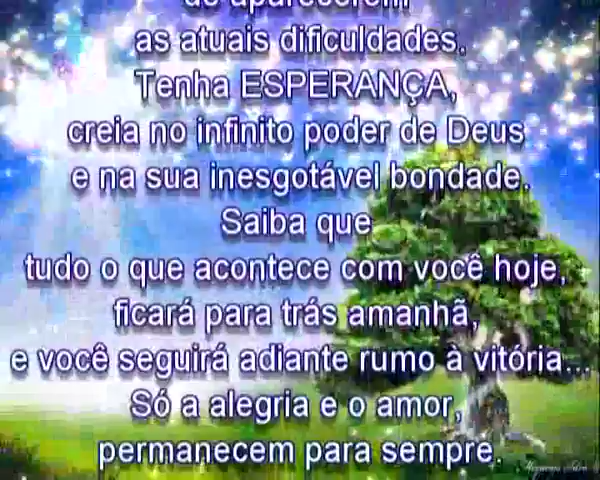 de aparecerem
as atuais dificuldades.
Tenha ESPERANÇA,
creia no infinito poder de Deus
e na sua inesgotável bondade.
Saiba que
tudo o que acontece com você hoje,
ficará para trás amanhã,
e você seguirá adiante rumo à vitória...
Só a alegria e o amor,
permanecem para sempre.